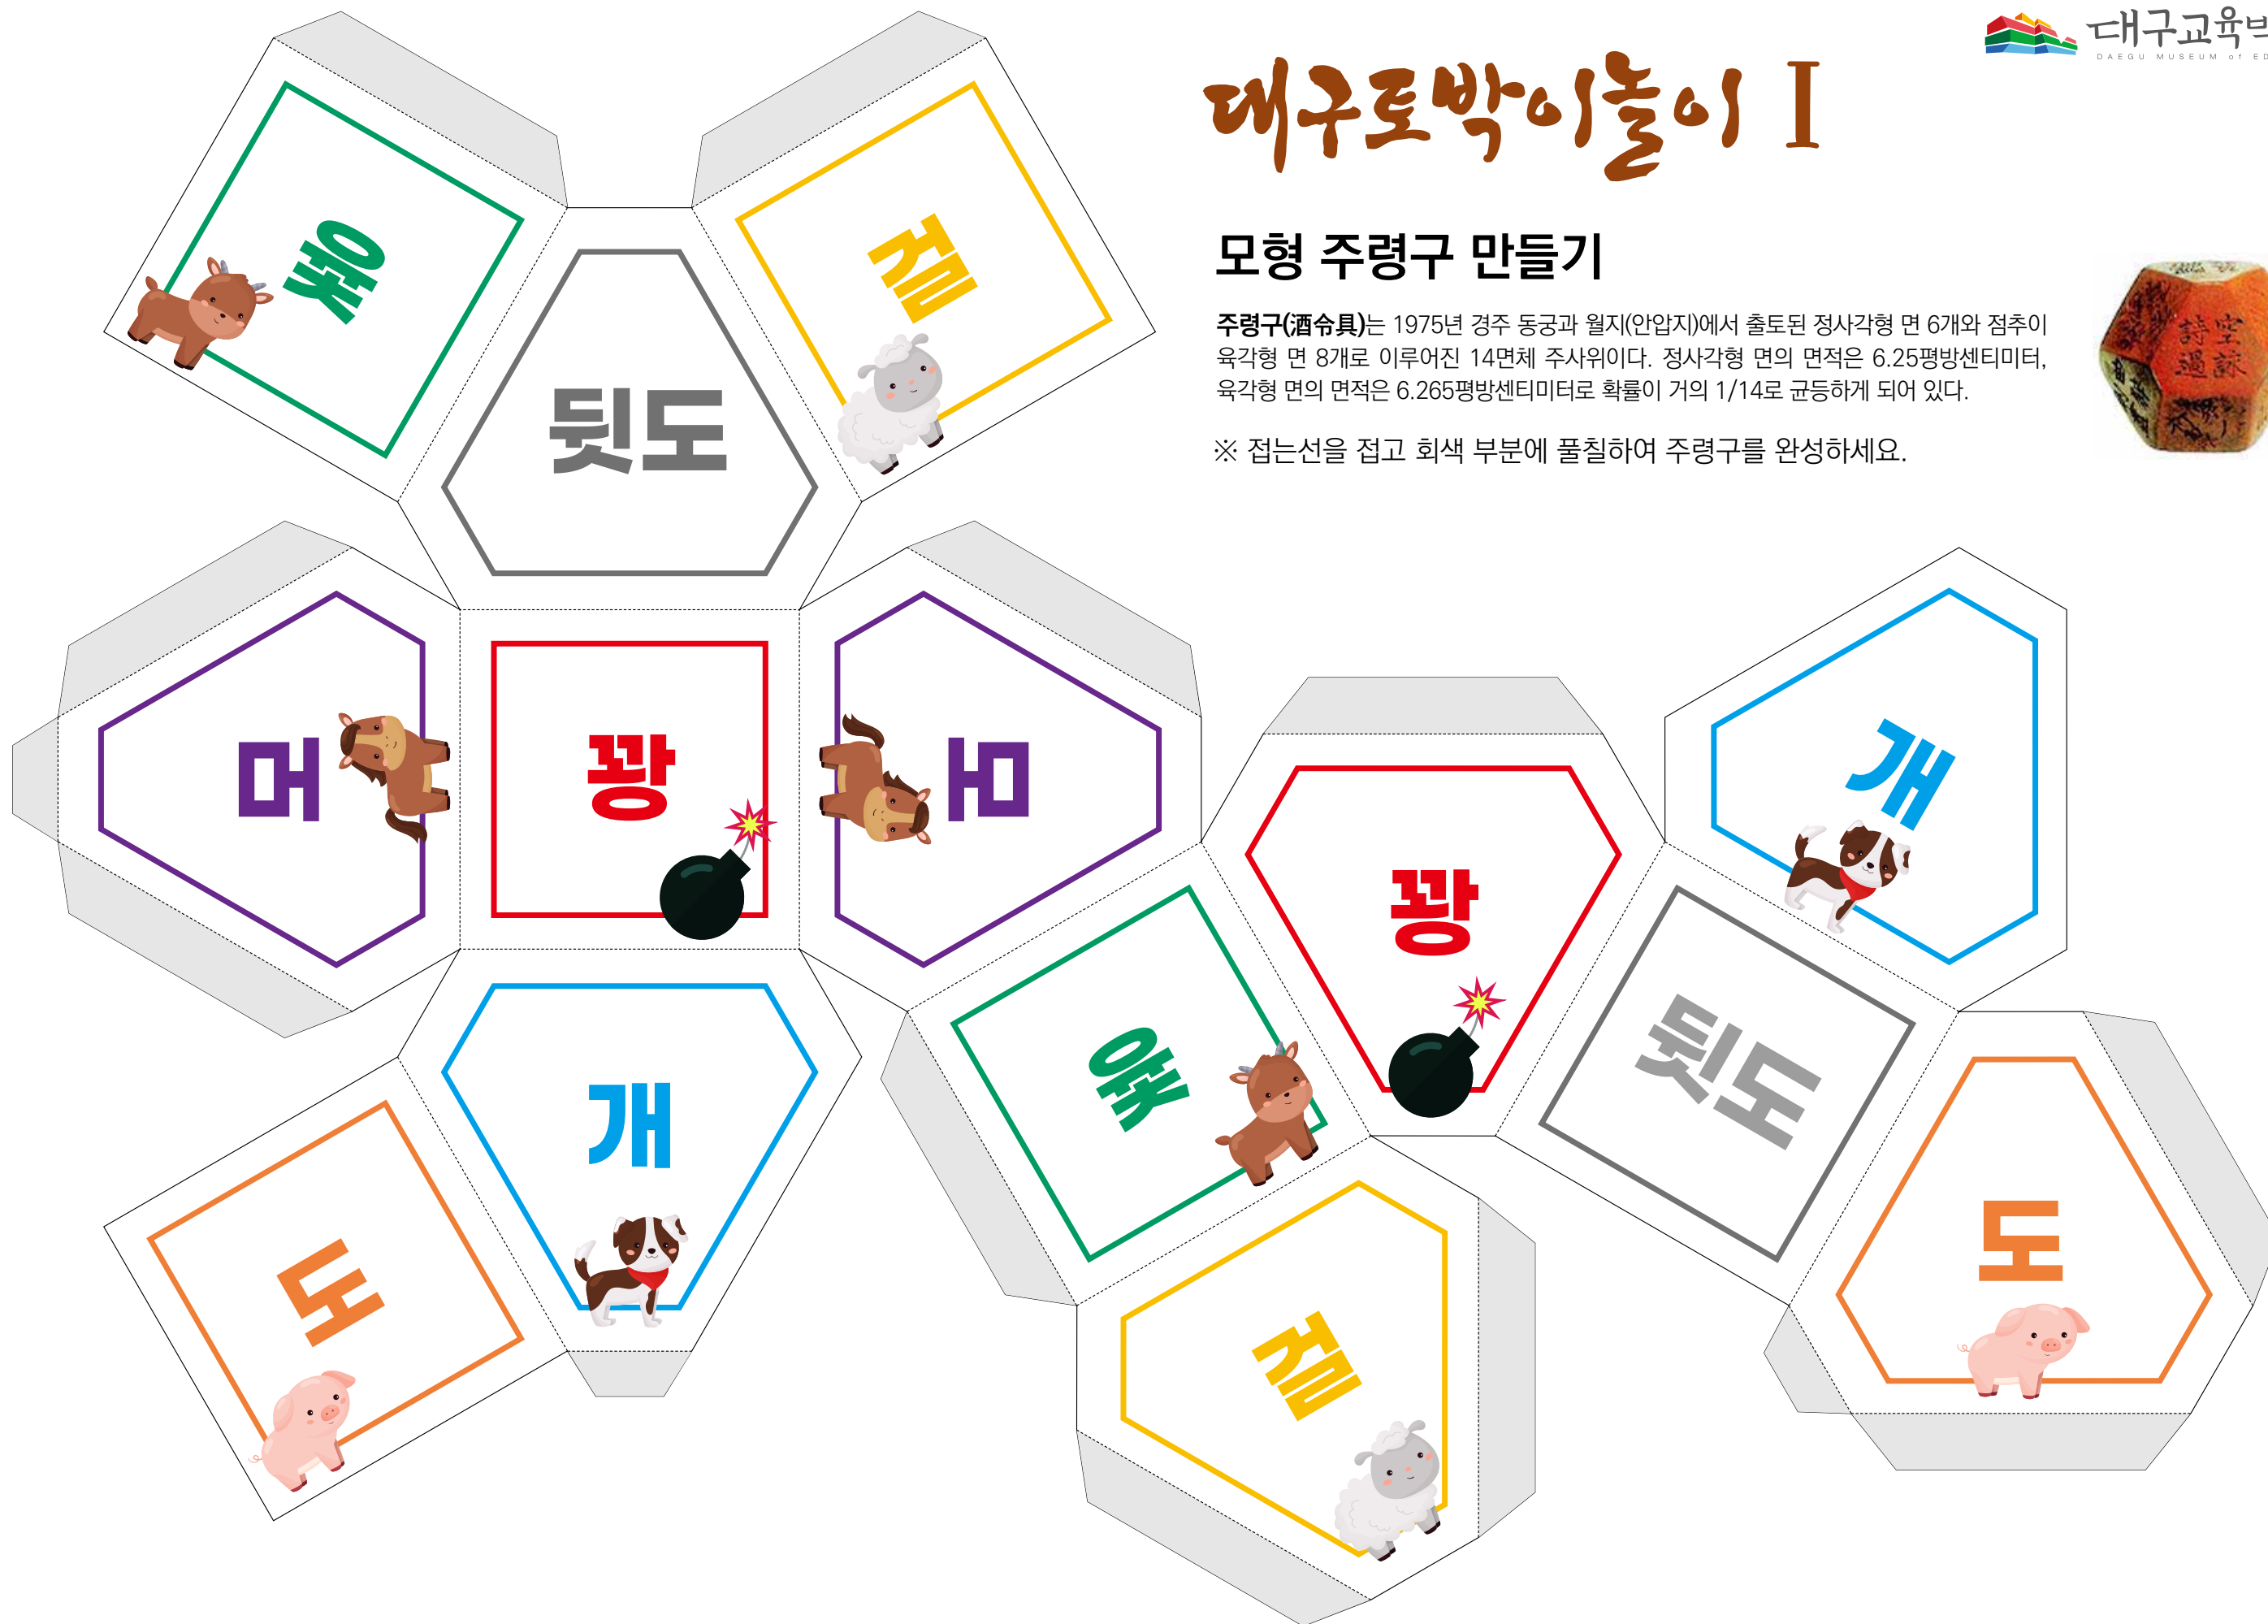 대구교육
DAEGU MUSEUM of ED
대구토박이놀이 I
모형 주령구 만들기
주령구(酒令具)는 1975년 경주 동궁과 월지(안압지)에서 출토된 정사각형 면 6개와 점추이
육각형 면 8개로 이루어진 14면체 주사위이다. 정사각형 면의 면적은 6.25평방센티미터,
육각형 면의 면적은 6.265평방센티미터로 확률이 거의 1/14로 균등하게 되어 있다.
※ 접는선을 접고 회색 부분에 풀칠하여 주령구를 완성하세요.
空詠
詩過
윷
걸
뒷도
모
꽝
모
개
꽝
개
윷
뒷도
도
도
걸